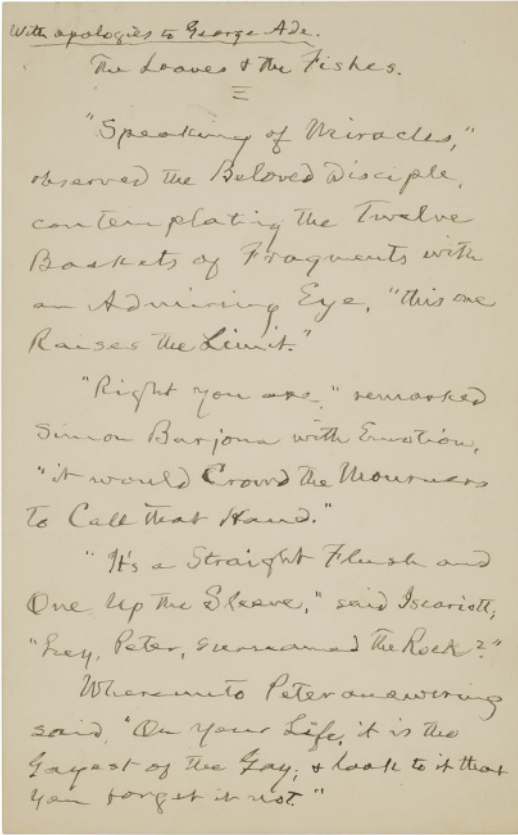 With apologies to George Ade.
The Loaves & the Fishes.
"Speaking of Miracles,"
observed the Beloved Disciple,
contemplating the Twelve
Baskets of Fragments with
an Admiring Eye, "this one
Raises the Limit."
"Right you are," remarked
Simon Barjona with Emotion,
"it would Crowd the Mourners
to Call that Hand."
"It's a Straight Flush and
One Up the Sleeve," said Iscariott;
"hey, Peter, surnamed the Rock?"
Whereunto Peter answering
said, "On your Life, it is the
Gayest of the Gay; & look to it that
you forget it not."